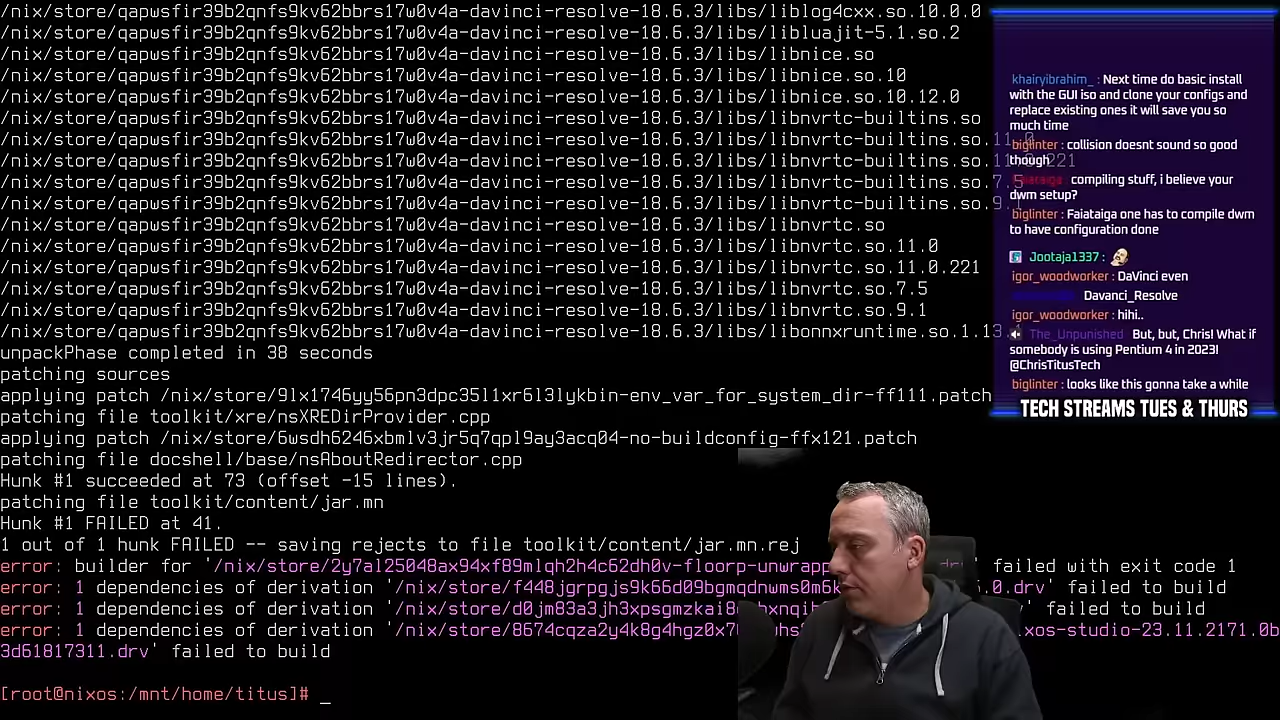 /nix/store/qapwsfir39b2qnfs9kv62bbrs17w0v4a-davinci-resolve-18.6.3/libs/liblog4cxx.so.10.0.0
/nix/store/qapwsfir39b2qnfs9kv62bbrs17w0v4a-davinci-resolve-18.6.3/libs/libluajit-5.1.so.2
/nix/store/qapwsfir39b2qnfs9kv62bbrs17w0v4a-davinci-resolve-18.6.3/libs/libnice.so
/nix/store/qapwsfir39b2qnfs9kv62bbrs17w0v4a-davinci-resolve-18.6.3/libs/libnice.so.10
/nix/store/qapwsfir39b2qnfs9kv62bbrs17w0v4a-davinci-resolve-18.6.3/libs/libnice.so.10.12.0
/nix/store/qapwsfir39b2qnfs9kv62bbrs17w0v4a-davinci-resolve-18.6.3/libs/libnvrtc-builtins.so
/nix/store/qapwsfir39b2qnfs9kv62bbrs17w0v4a-davinci-resolve-18.6.3/libs/libnvrtc-builtins.so.11.0
/nix/store/qapwsfir39b2qnfs9kv62bbrs17w0v4a-davinci-resolve-18.6.3/libs/libnvrtc-builtins.so.11.0.221
/nix/store/qapwsfir39b2qnfs9kv62bbrs17w0v4a-davinci-resolve-18.6.3/libs/libnvrtc-builtins.so.7.5
/nix/store/qapwsfir39b2qnfs9kv62bbrs17w0v4a-davinci-resolve-18.6.3/libs/libnvrtc-builtins.so.9.1
/nix/store/qapwsfir39b2qnfs9kv62bbrs17w0v4a-davinci-resolve-18.6.3/libs/libnvrtc.so
/nix/store/qapwsfir39b2qnfs9kv62bbrs17w0v4a-davinci-resolve-18.6.3/libs/libnvrtc.so.11.0
/nix/store/qapwsfir39b2qnfs9kv62bbrs17w0v4a-davinci-resolve-18.6.3/libs/libnvrtc.so.11.0.221
/nix/store/qapwsfir39b2qnfs9kv62bbrs17w0v4a-davinci-resolve-18.6.3/libs/libnvrtc.so.7.5
/nix/store/qapwsfir39b2qnfs9kv62bbrs17w0v4a-davinci-resolve-18.6.3/libs/libnvrtc.so.9.1
/nix/store/qapwsfir39b2qnfs9kv62bbrs17w0v4a-davinci-resolve-18.6.3/libs/libonnxruntime.so.1.13.1
unpackPhase completed in 38 seconds
patching sources
applying patch /nix/store/9lx1746yy56pn3dpc35l1xr6l3lykbin-env_var_for_system_dir-ff111.patch
patching file toolkit/xre/nsXREDirProvider.cpp
applying patch /nix/store/6wsdh6246xbmlv3jr5q7qpl9ay3acq04-no-buildconfig-ffx121.patch
patching file docshell/base/nsAboutRedirector.cpp
Hunk #1 succeeded at 73 (offset -15 lines).
patching file toolkit/content/jar.mn
Hunk #1 FAILED at 41.
1 out of 1 hunk FAILED -- saving rejects to file toolkit/content/jar.mn.rej
error: builder for '/nix/store/2y7al25048ax94xf89mlqh2h4c62dh0v-floorp-unwrapp drv' failed with exit code 1
error: 1 dependencies of derivation '/nix/store/f448jgrpgjs9k66d09bgmqdnwms0m6k .0.drv' failed to build
error: 1 dependencies of derivation '/nix/store/d0jm83a3jh3xpsgmzkai8 ' failed to build
error: 1 dependencies of derivation '/nix/store/8674cqza2y4k8g4hgz0x7 ixos-studio-23.11.2171.0b
3d61817311.drv' failed to build
[root@nixos:/mnt/home/titus]# _
khairyibrahim_ : Next time do basic install
with the GUI iso and clone your configs and
replace existing ones it will save you so
much time
biglinter : collision doesnt sound so good
though
compiling stuff, i believe your
dwm setup?
biglinter : Faiataiga one has to compile dwm
to have configuration done
Jootaja1337 :
igor_woodworker : DaVinci even
Davanci_Resolve
igor_woodworker : hihi..
The_Unpunished But, but, Chris! What if
somebody is using Pentium 4 in 2023!
@ChrisTitusTech
biglinter : looks like this gonna take a while
TECH STREAMS TUES & THURS